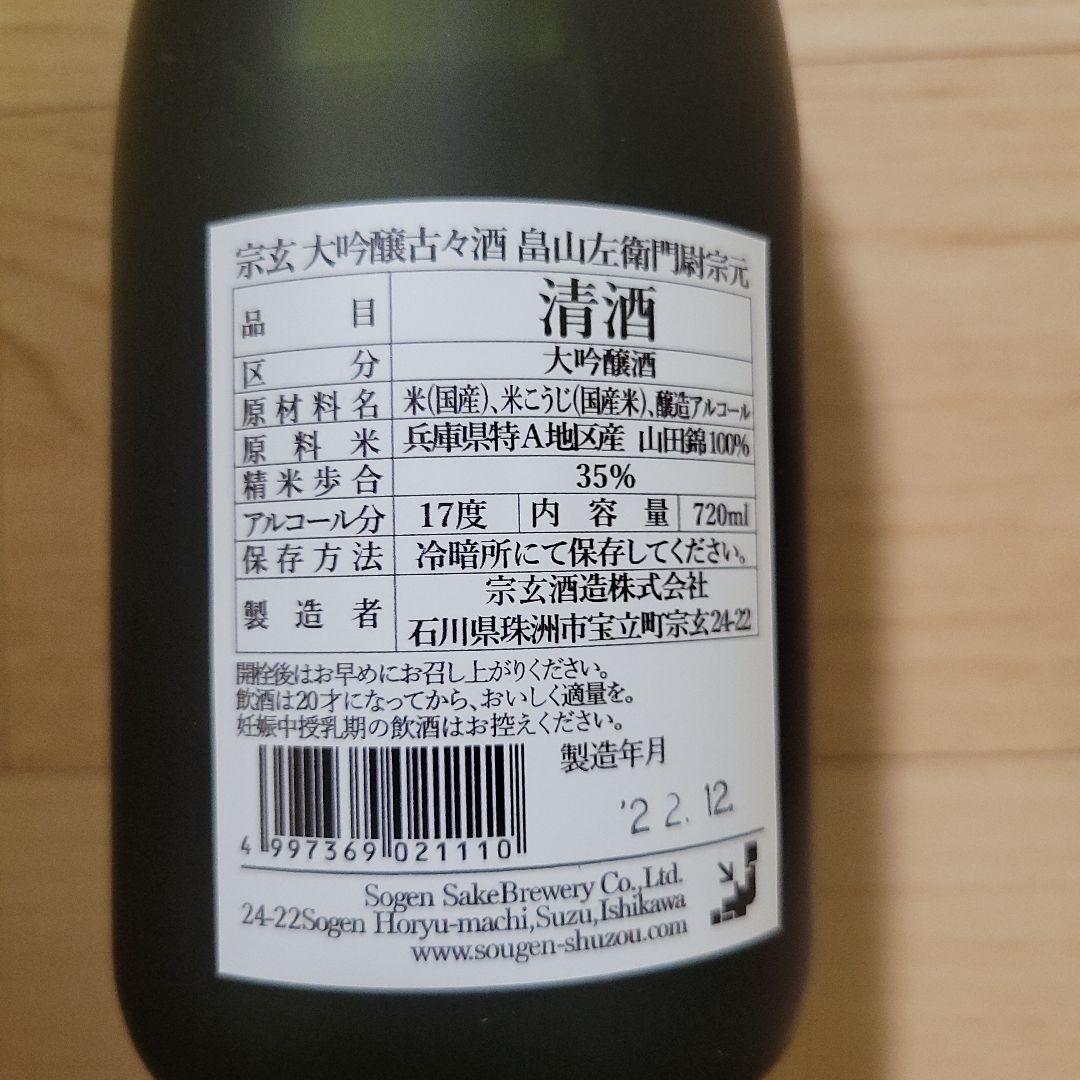 宗玄 大吟醸古々酒 畠山左衛門尉宗元
品目 清酒
区分 大吟醸酒
原材料名 米(国産)、米こうじ(国産米)、醸造アルコール
原料米 兵庫県特A地区産 山田錦100%
精米歩合 35%
アルコール分 17度 内容量 720ml
保存方法 冷暗所にて保存してください。
製造者 宗玄酒造株式会社
石川県珠洲市宝立町宗玄24-22
開栓後はお早めにお召し上がりください。
飲酒は20才になってから、おいしく適量を。
妊娠中授乳期の飲酒はお控えください。
製造年月
'22.12.
4 997369 021110
Sogen SakeBrewery Co.,Ltd.
24-22Sogen Horyu-machi,Suzu,Ishikawa
www.sougen-shuzou.com